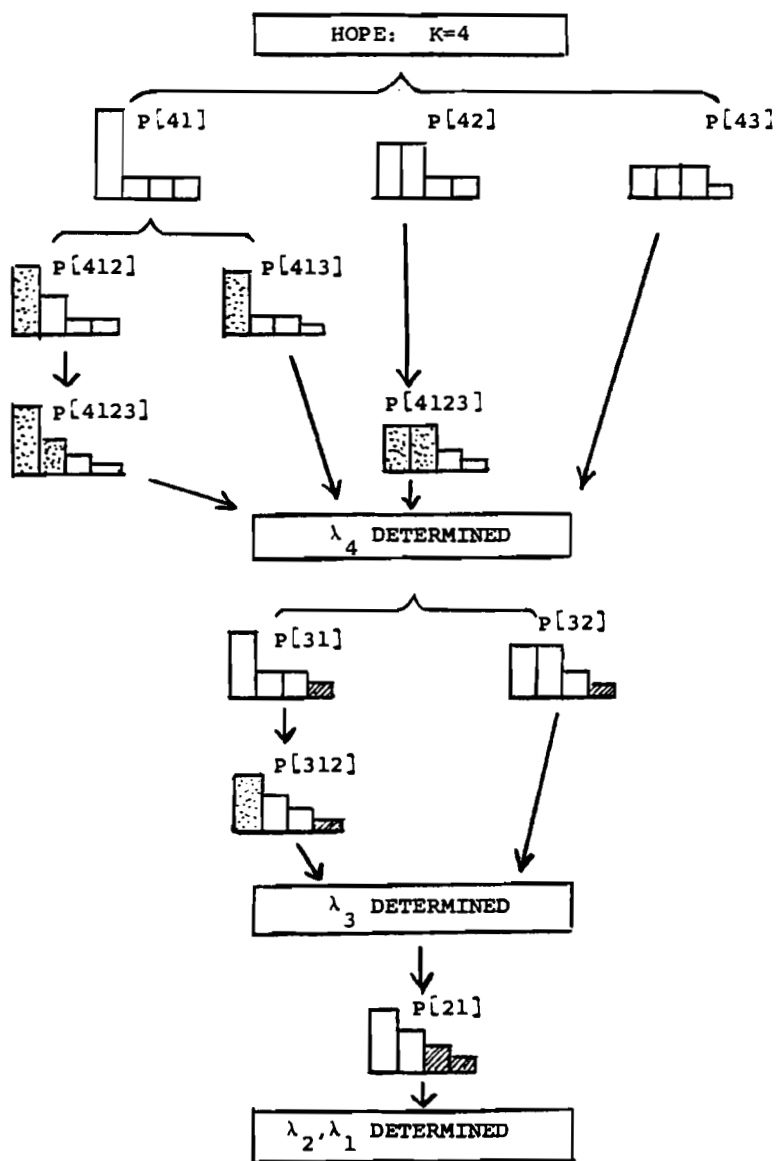 HOPE: K=4
P[41]
P[42]
P[43]
P[412]
P[413]
P[4123]
P[4123]
λ4 DETERMINED
P[31]
P[32]
P[312]
λ3 DETERMINED
P[21]
λ2,λ1 DETERMINED